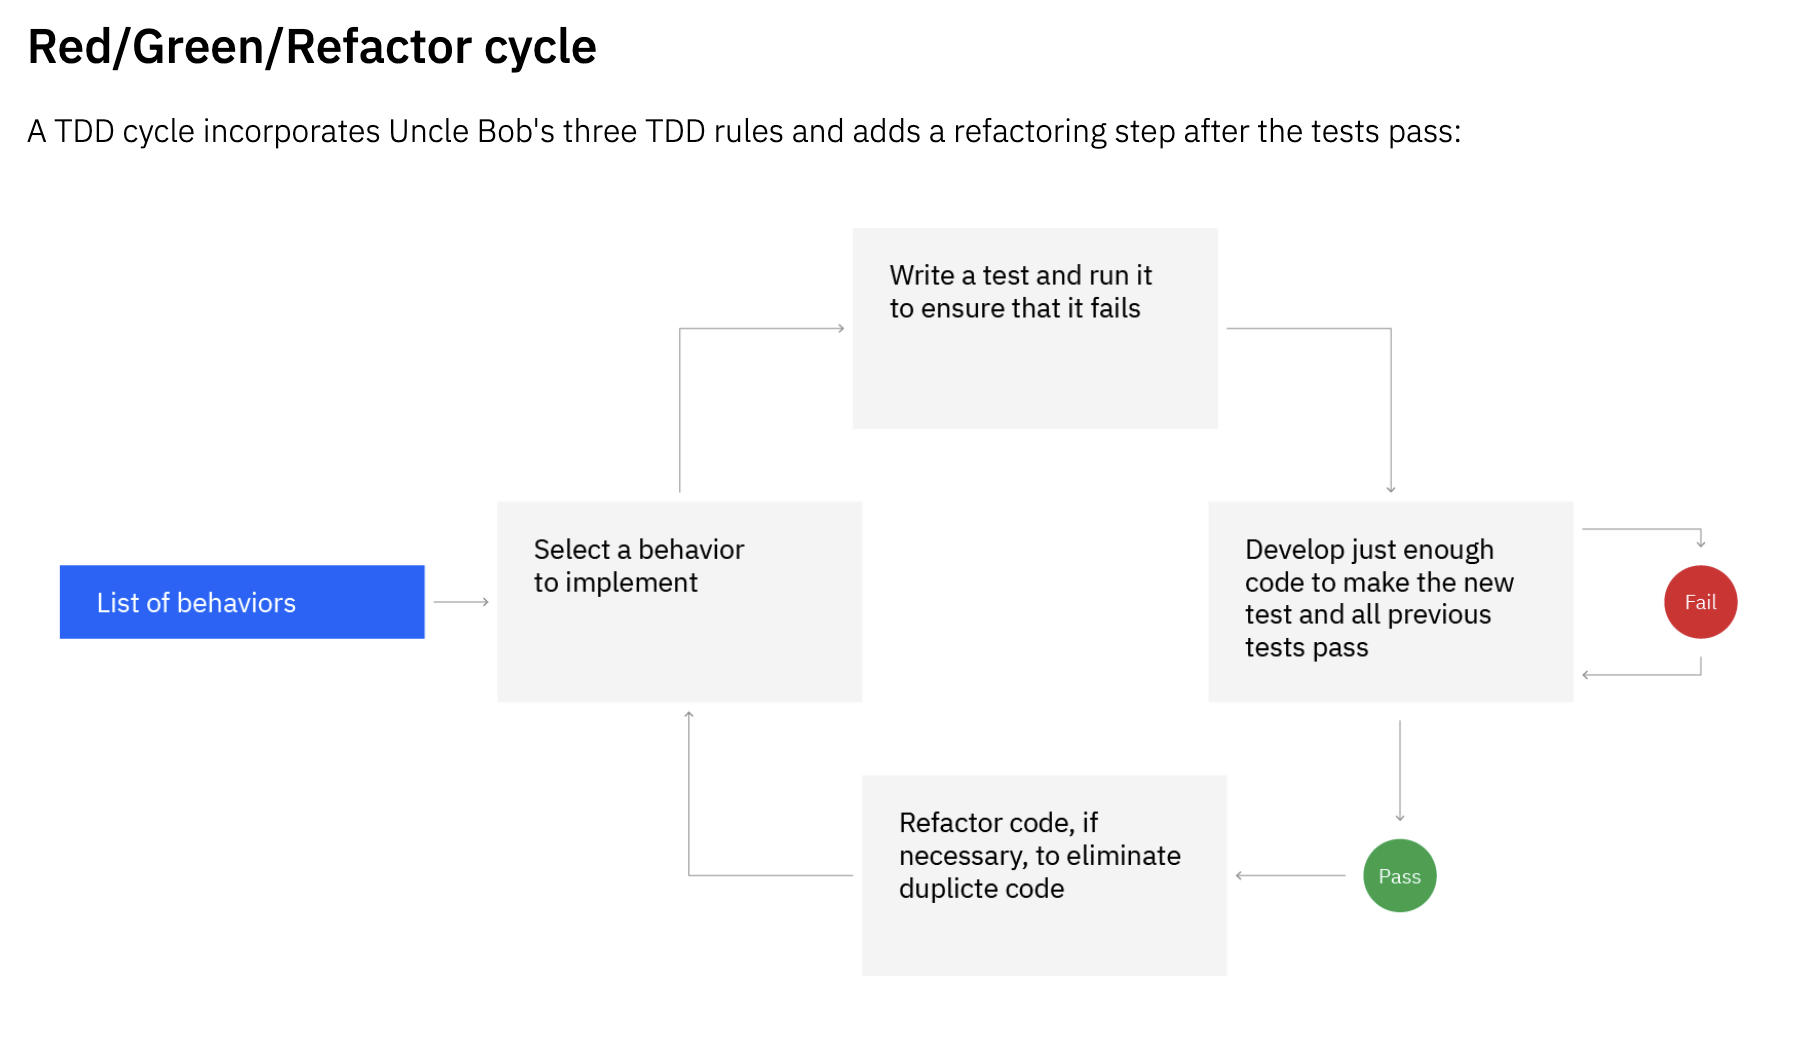 Red/Green/Refactor cycle
A TDD cycle incorporates Uncle Bob's three TDD rules and adds a refactoring step after the tests pass:
Write a test and run it
to ensure that it fails
List of behaviors
Select a behavior
to implement
Develop just enough
code to make the new
test and all previous
tests pass
Fail
Refactor code, if
necessary, to eliminate
duplicte code
Pass